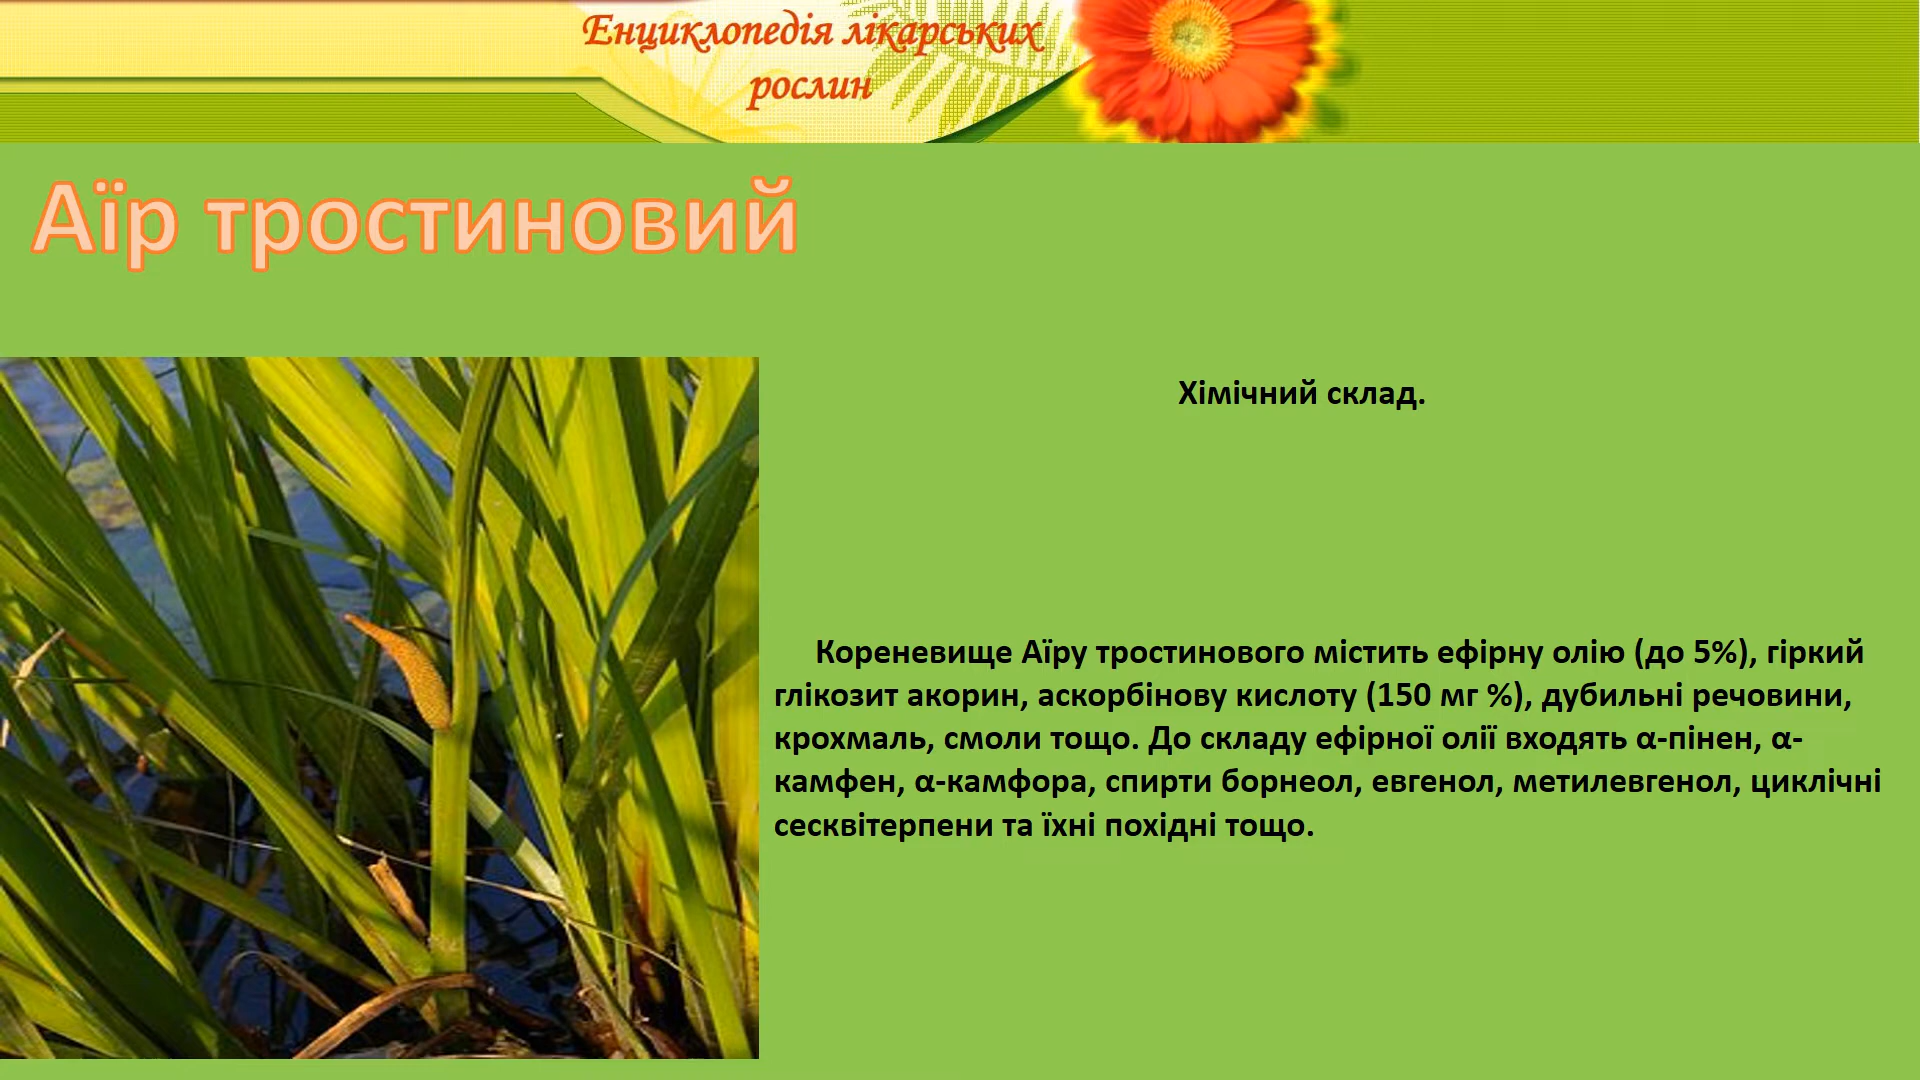 Енциклопедія лікарських
рослин
Аїр тростиновий
Хімічний склад.
Кореневище Аїру тростинового містить ефірну олію (до 5%), гіркий
глікозит акорин, аскорбінову кислоту (150 мг %), дубильні речовини,
крохмаль, смоли тощо. До складу ефірної олії входять α-пінен, α-
камфен, α-камфора, спирти борнеол, евгенол, метилевгенол, циклічні
сесквітерпени та їхні похідні тощо.